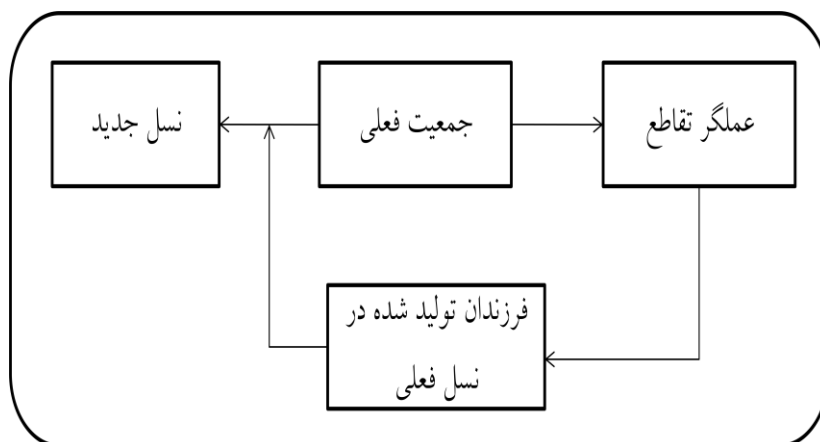 عملگر تقاطع
جمعیت فعلی
نسل جدید
فرزندان تولید شده در
نسل فعلی